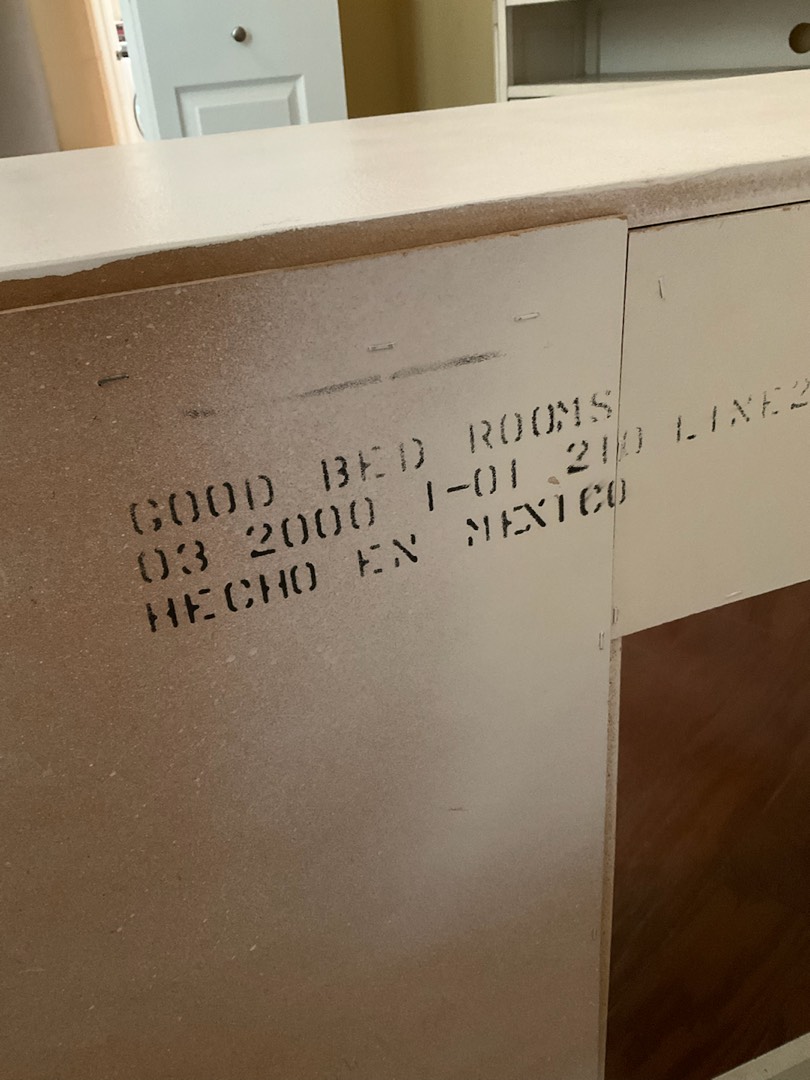 GOOD BED ROOMS
03 2000 1-01 210 LINE2
HECHO EN MEXICO